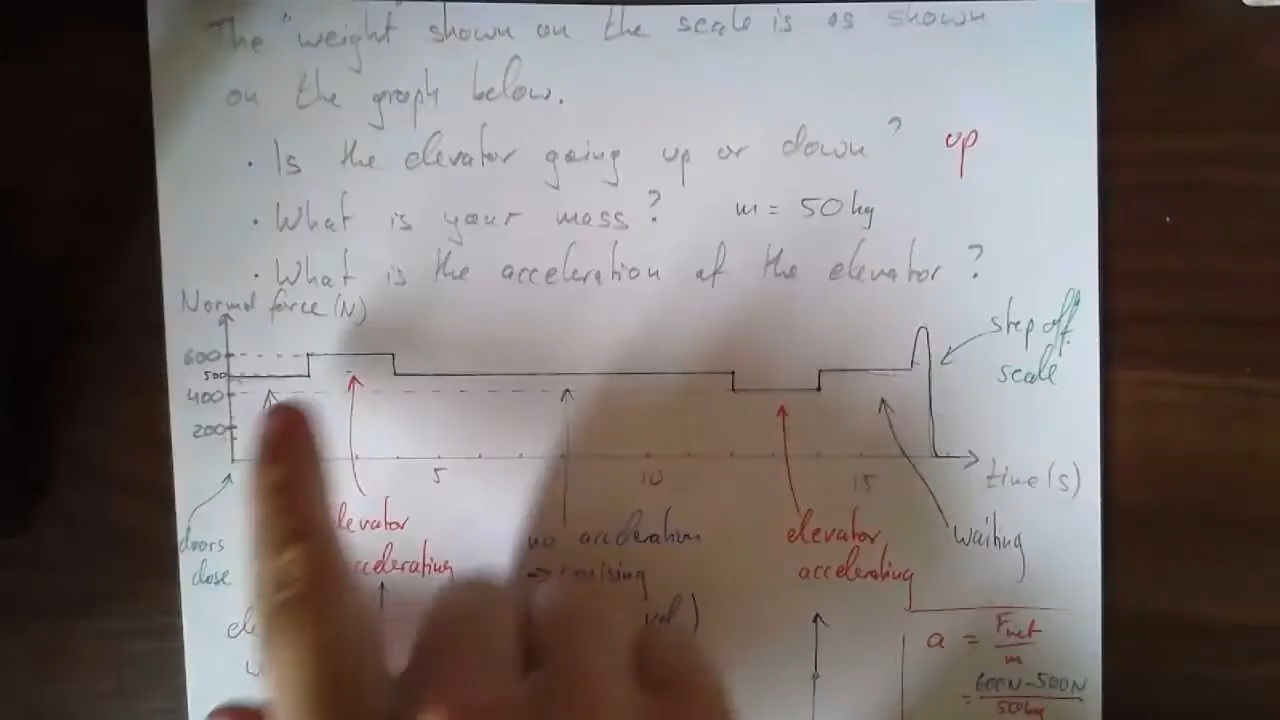 The "weight" shown on the scale is as shown
on the graph below.
· Is the elevator going up or down? up
· What is your mass? m = 50 kg
· What is the acceleration of the elevator?
Normal force (N)
step off
scale
600
500
400
200
5
10
15
time (s)
doors
close
elevator
accelerating
no acceleration
→ cruising
elevator
accelerating
waiting
a = Fnet
m
= 600N-500N
50kg